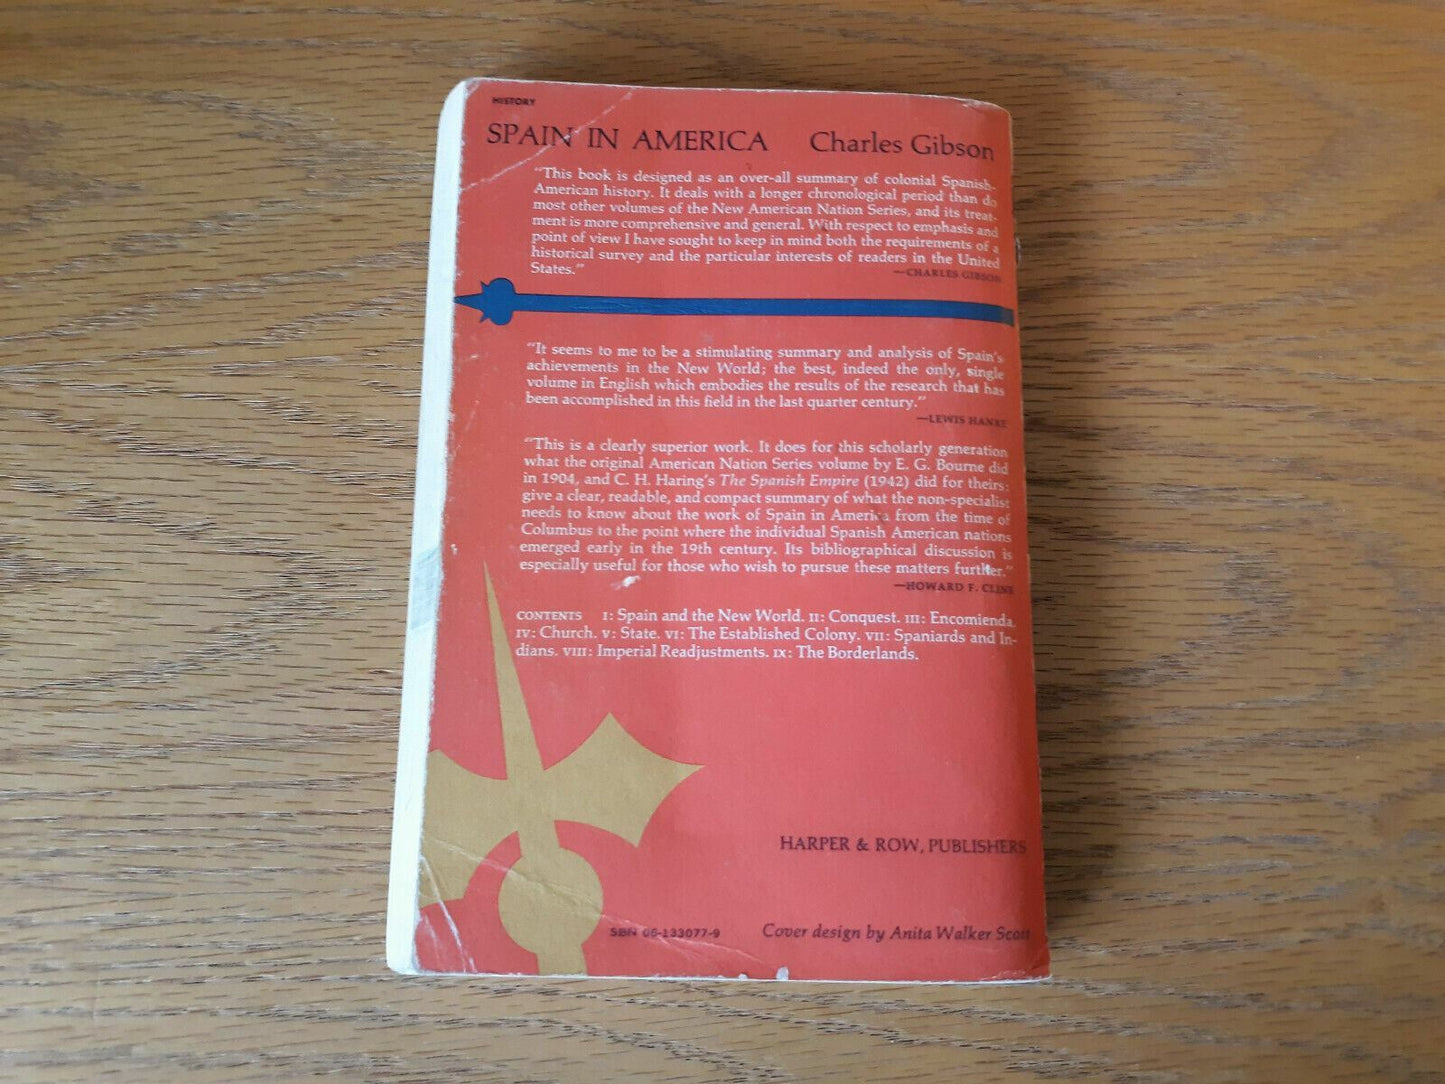 HISTORY
SPAIN IN AMERICA Charles Gibson
"This book is designed as an over-all summary of colonial Spanish-
American history. It deals with a longer chronological period than do
most other volumes of the New American Nation Series, and its treat-
ment is more comprehensive and general. With respect to emphasis and
point of view I have sought to keep in mind both the requirements of a
historical survey and the particular interests of readers in the United
States."
—CHARLES GIBSON
"It seems to me to be a stimulating summary and analysis of Spain's
achievements in the New World; the best, indeed the only, single
volume in English which embodies the results of the research that has
been accomplished in this field in the last quarter century."
—LEWIS HANKE
"This is a clearly superior work. It does for this scholarly generation
what the original American Nation Series volume by E. G. Bourne did
in 1904, and C. H. Haring's The Spanish Empire (1942) did for theirs:
give a clear, readable, and compact summary of what the non-specialist
needs to know about the work of Spain in America from the time of
Columbus to the point where the individual Spanish American nations
emerged early in the 19th century. Its bibliographical discussion is
especially useful for those who wish to pursue these matters further."
—HOWARD F. CLINE
CONTENTS I: Spain and the New World. II: Conquest. III: Encomienda.
IV: Church. V: State. VI: The Established Colony. VII: Spaniards and In-
dians. VIII: Imperial Readjustments. IX: The Borderlands.
HARPER & ROW, PUBLISHERS
SBN 06-133077-9
Cover design by Anita Walker Scott